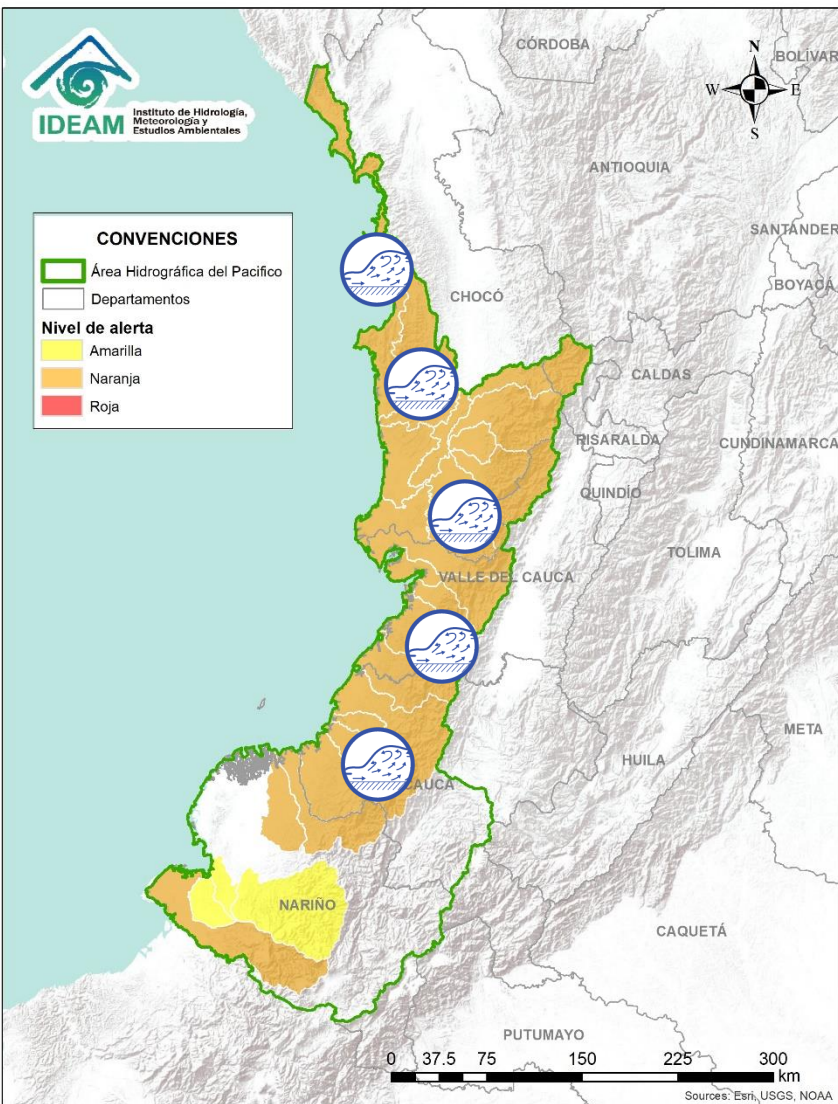 CÓRDOBA
BOLÍVAR
N
W E
S
IDEAM
Instituto de Hidrología,
Meteorología y
Estudios Ambientales
ANTIOQUIA
SANTANDER
BOYACÁ
CONVENCIONES
Área Hidrográfica del Pacifico
Departamentos
Nivel de alerta
Amarilla
Naranja
Roja
CHOCÓ
CALDAS
RISARALDA
CUNDINAMARCA
QUINDÍO
TOLIMA
VALLE DEL CAUCA
META
HUILA
CAUCA
NARIÑO
CAQUETÁ
PUTUMAYO
0 37.5 75 150 225 300
km
Sources: Esri, USGS, NOAA